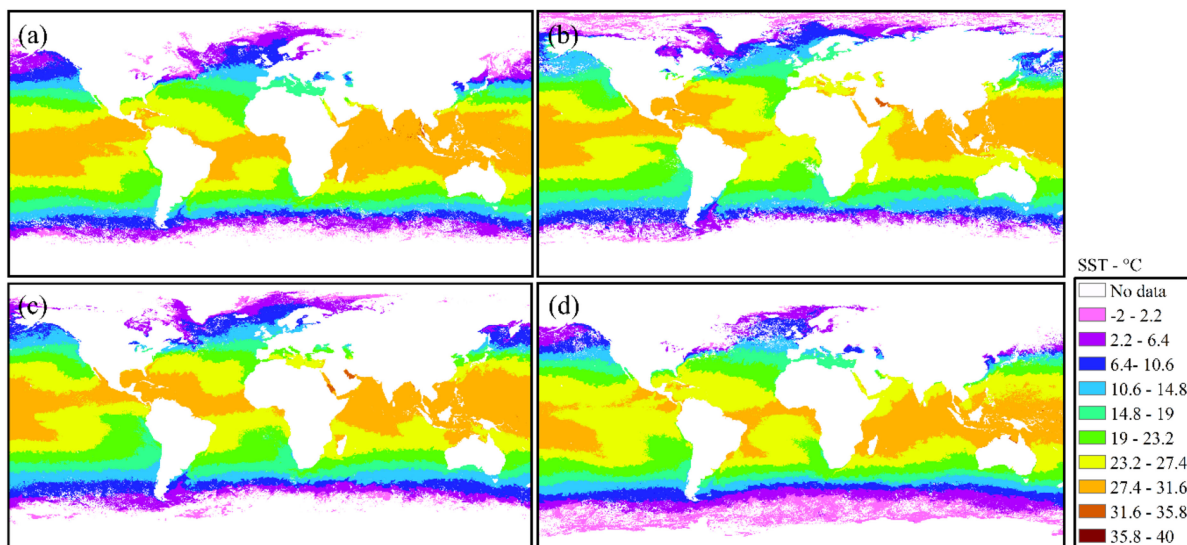 (a)
(b)
(c)
(d)
SST - °C
No data
-2 - 2.2
2.2 - 6.4
6.4- 10.6
10.6 - 14.8
14.8 - 19
19 - 23.2
23.2 - 27.4
27.4 - 31.6
31.6 - 35.8
35.8 - 40